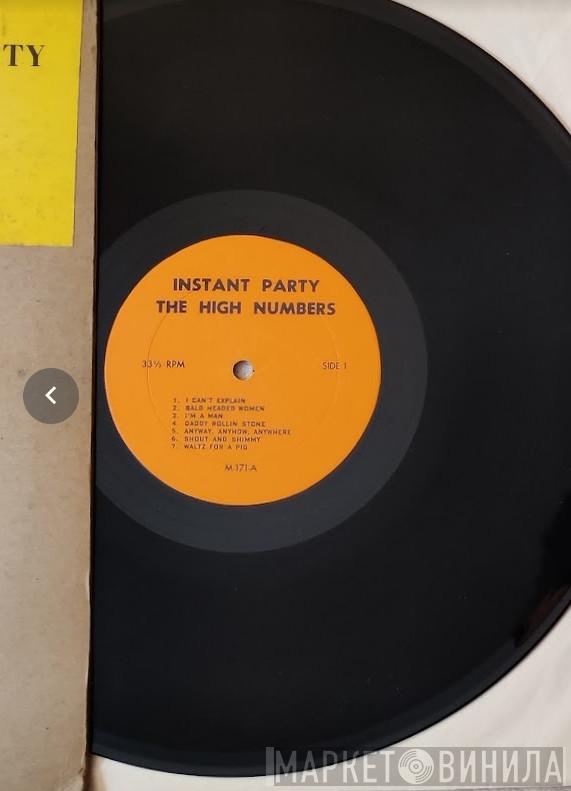 TY
INSTANT PARTY
THE HIGH NUMBERS
33⅓ RPM
SIDE 1
1. I CAN'T EXPLAIN
2. BALD HEADED WOMEN
3. I'M A MAN
4. DADDY ROLLIN STONE
5. ANYWAY, ANYHOW, ANYWHERE
6. SHOUT AND SHIMMY
7. WALTZ FOR A PIG
M-171-A
МАРКЕТ ВИНИЛА